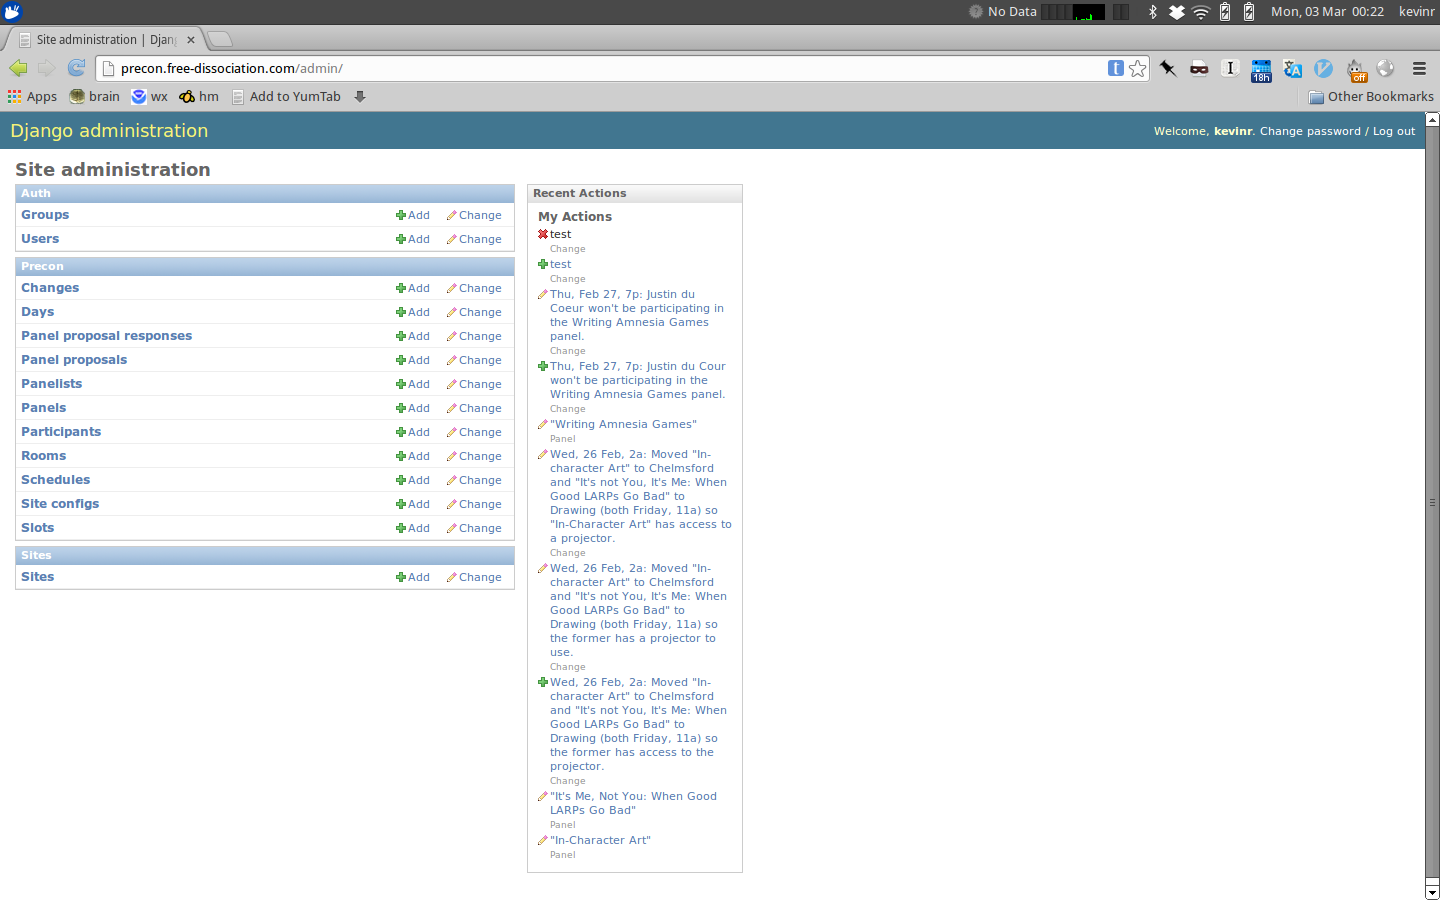 No Data
Mon, 03 Mar 00:22
kevinr
Site administration | Djan
precon.free-dissociation.com/admin/
t
18h
off
Apps
brain
wx
hm
Add to YumTab
Other Bookmarks
Django administration
Welcome, kevinr. Change password / Log out
Site administration
Auth
Groups Add Change
Users Add Change
Precon
Changes Add Change
Days Add Change
Panel proposal responses Add Change
Panel proposals Add Change
Panelists Add Change
Panels Add Change
Participants Add Change
Rooms Add Change
Schedules Add Change
Site configs Add Change
Slots Add Change
Sites
Sites Add Change
Recent Actions
My Actions
test
Change
test
Change
Thu, Feb 27, 7p: Justin du
Coeur won't be participating in
the Writing Amnesia Games
panel.
Change
Thu, Feb 27, 7p: Justin du Cour
won't be participating in the
Writing Amnesia Games panel.
Change
"Writing Amnesia Games"
Panel
Wed, 26 Feb, 2a: Moved "In-
character Art" to Chelmsford
and "It's not You, It's Me: When
Good LARPs Go Bad" to
Drawing (both Friday, 11a) so
"In-Character Art" has access to
a projector.
Change
Wed, 26 Feb, 2a: Moved "In-
character Art" to Chelmsford
and "It's not You, It's Me: When
Good LARPs Go Bad" to
Drawing (both Friday, 11a) so
the former has a projector to
use.
Change
Wed, 26 Feb, 2a: Moved "In-
character Art" to Chelmsford
and "It's not You, It's Me: When
Good LARPs Go Bad" to
Drawing (both Friday, 11a) so
the former has access to the
projector.
Change
"It's Me, Not You: When Good
LARPs Go Bad"
Panel
"In-Character Art"
Panel